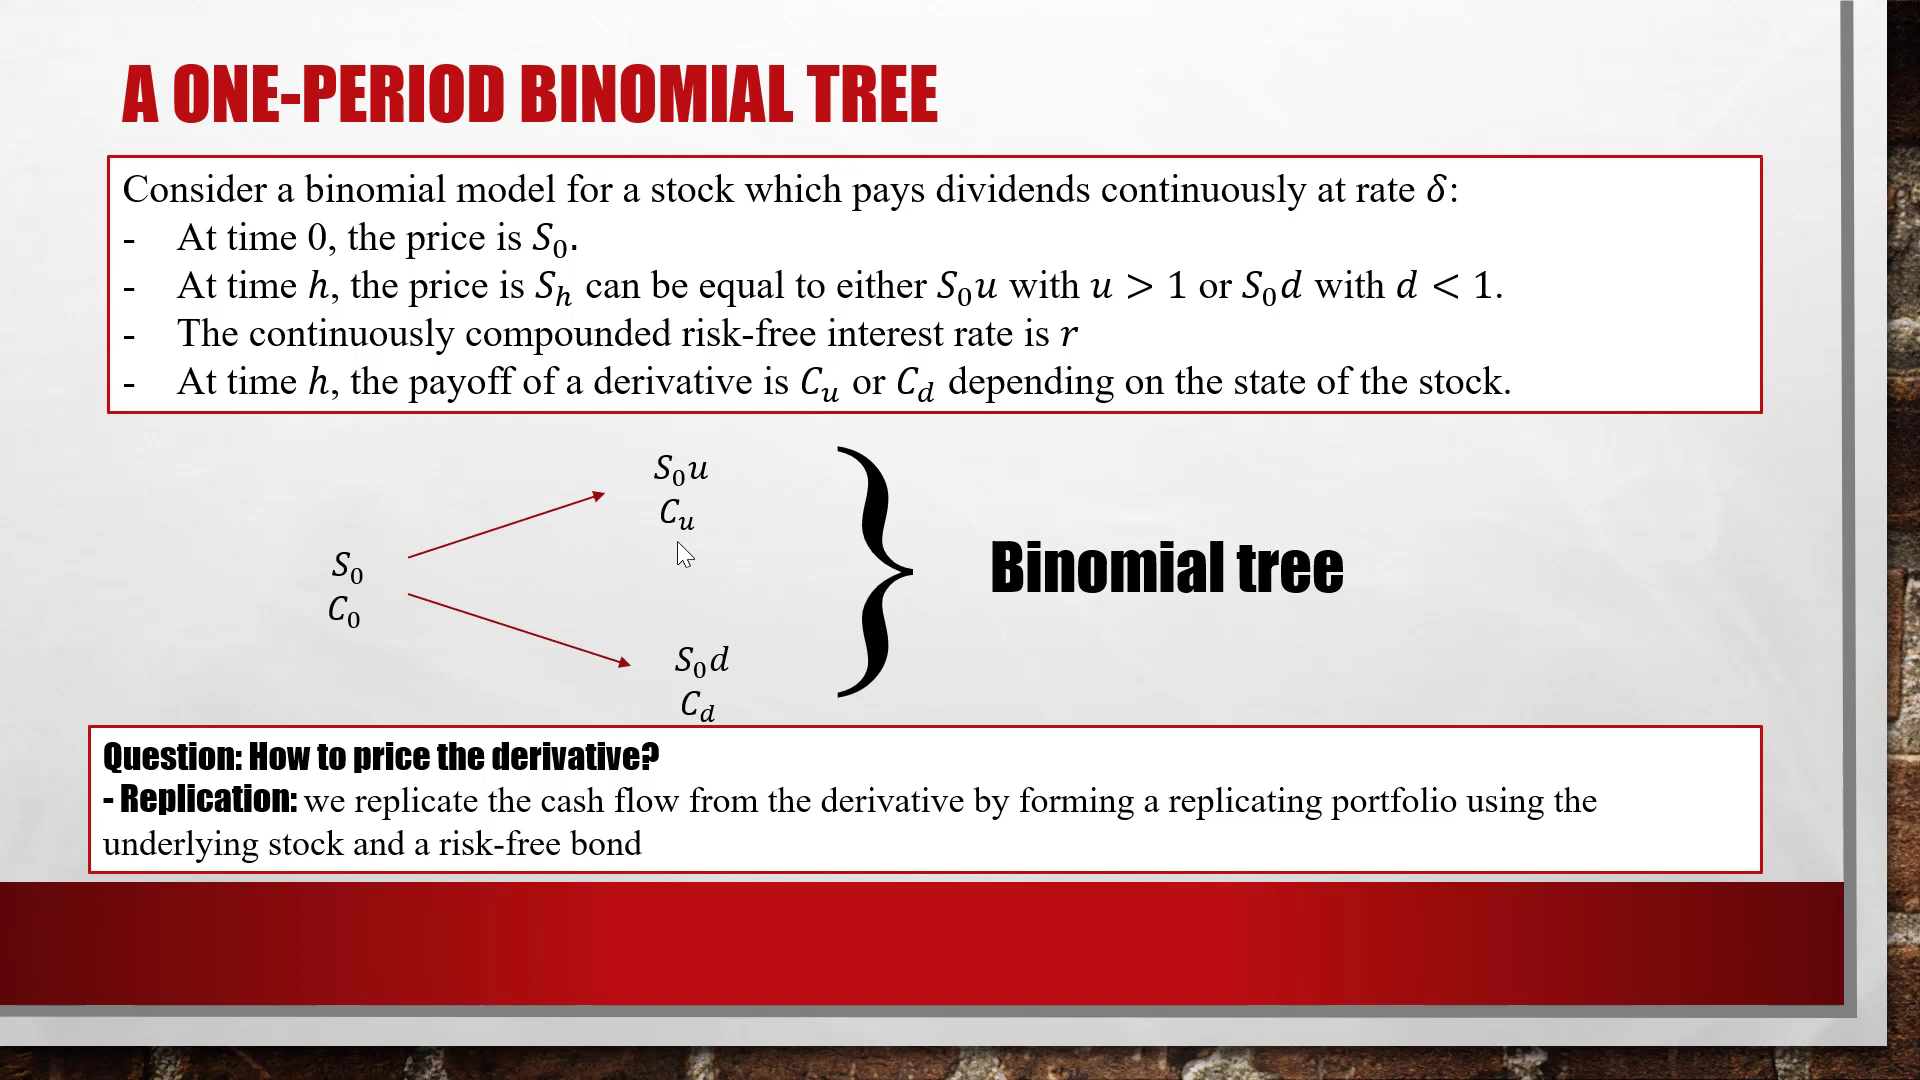 A ONE-PERIOD BINOMIAL TREE
Consider a binomial model for a stock which pays dividends continuously at rate δ:
- At time 0, the price is S₀.
- At time h, the price is Sₕ can be equal to either S₀u with u > 1 or S₀d with d < 1.
- The continuously compounded risk-free interest rate is r
- At time h, the payoff of a derivative is C_u or C_d depending on the state of the stock.
S₀u
C_u
S₀
C₀
Binomial tree
S₀d
C_d
Question: How to price the derivative?
- Replication: we replicate the cash flow from the derivative by forming a replicating portfolio using the
underlying stock and a risk-free bond